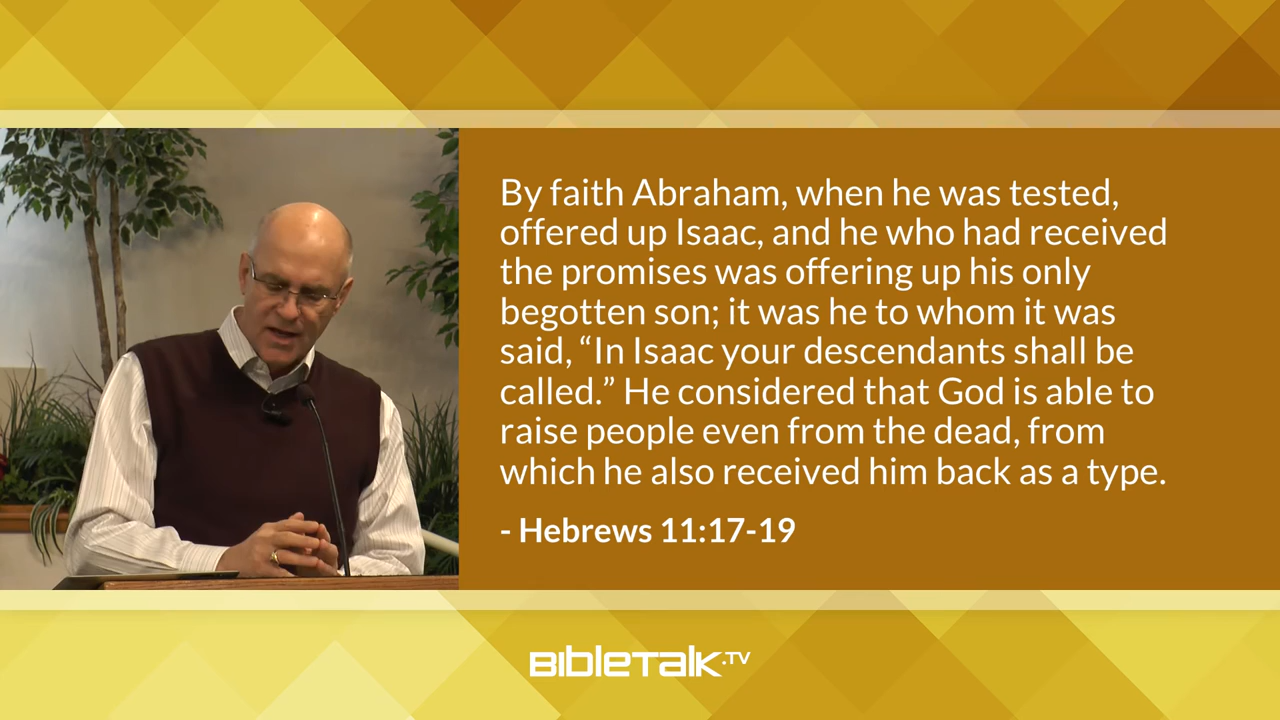 By faith Abraham, when he was tested,
offered up Isaac, and he who had received
the promises was offering up his only
begotten son; it was he to whom it was
said, “In Isaac your descendants shall be
called.” He considered that God is able to
raise people even from the dead, from
which he also received him back as a type.
- Hebrews 11:17-19
BIBLETALK.TV